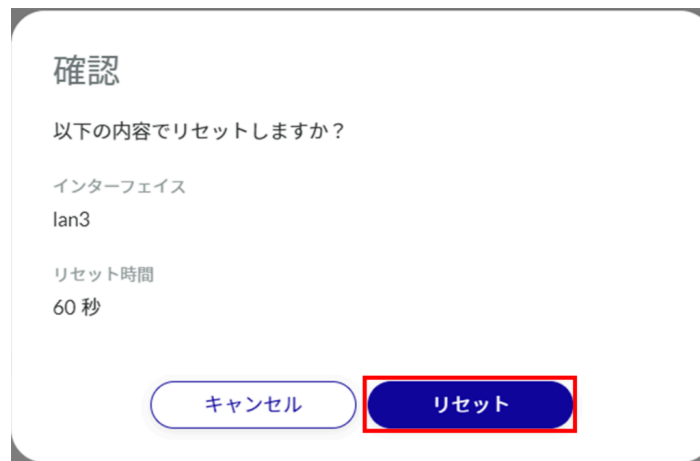 確認
以下の内容でリセットしますか？
インターフェイス
lan3
リセット時間
60 秒
キャンセル
リセット